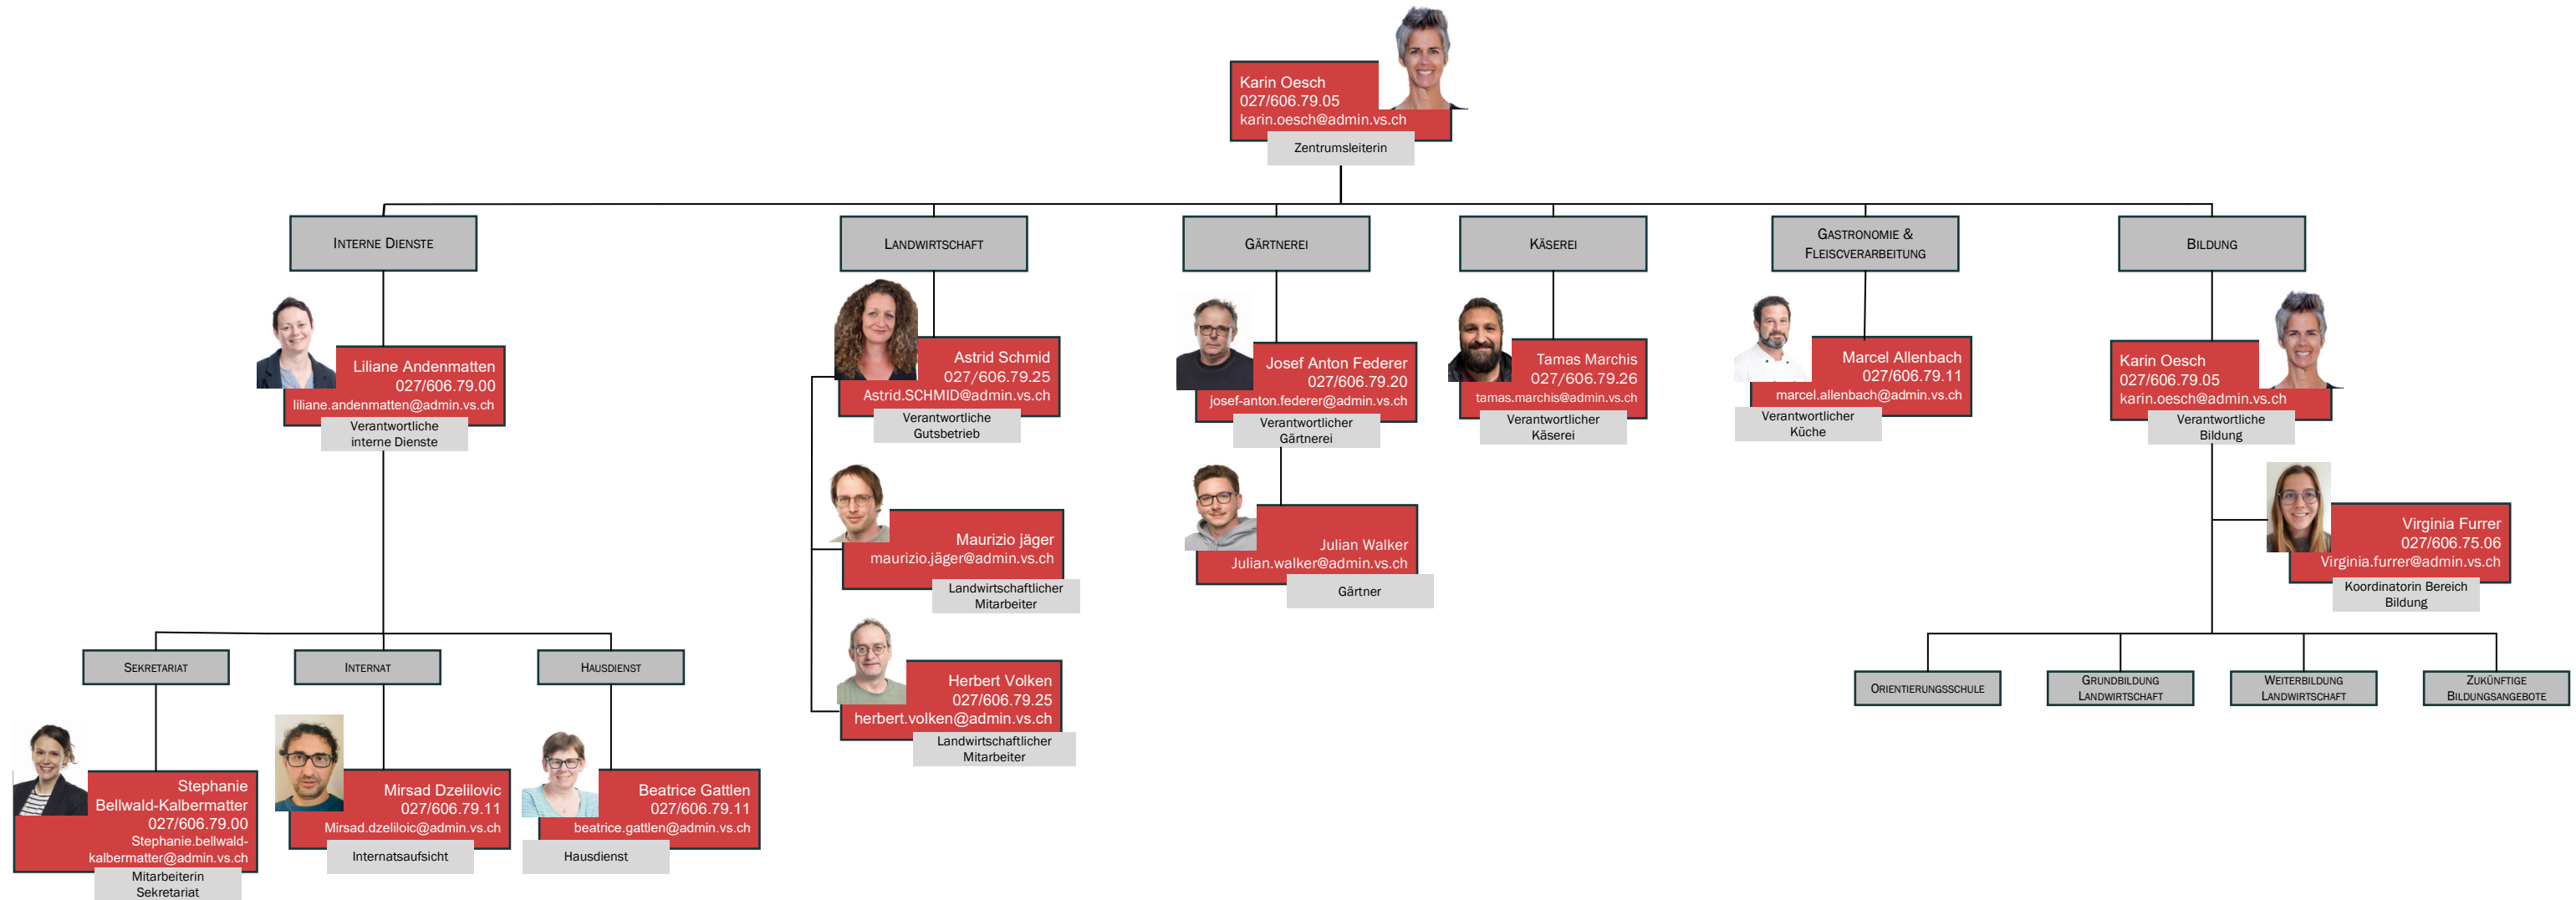 Karin Oesch
027/606.79.05
karin.oesch@admin.vs.ch
Zentrumsleiterin
INTERNE DIENSTE
LANDWIRTSCHAFT
GÄRTNEREI
KÄSEREI
GASTRONOMIE &
FLEISCVERARBEITUNG
BILDUNG
Liliane Andenmatten
027/606.79.00
liliane.andenmatten@admin.vs.ch
Verantwortliche
interne Dienste
Astrid Schmid
027/606.79.25
Astrid.SCHMID@admin.vs.ch
Verantwortliche
Gutsbetrieb
Josef Anton Federer
027/606.79.20
josef-anton.federer@admin.vs.ch
Verantwortlicher
Gärtnerei
Tamas Marchis
027/606.79.26
tamas.marchis@admin.vs.ch
Verantwortlicher
Käserei
Marcel Allenbach
027/606.79.11
marcel.allenbach@admin.vs.ch
Verantwortlicher
Küche
Karin Oesch
027/606.79.05
karin.oesch@admin.vs.ch
Verantwortliche
Bildung
Maurizio jäger
maurizio.jäger@admin.vs.ch
Landwirtschaftlicher
Mitarbeiter
Julian Walker
Julian.walker@admin.vs.ch
Gärtner
Virginia Furrer
027/606.75.06
Virginia.furrer@admin.vs.ch
Koordinatorin Bereich
Bildung
Herbert Volken
027/606.79.25
herbert.volken@admin.vs.ch
Landwirtschaftlicher
Mitarbeiter
SEKRETARIAT
INTERNAT
HAUSDIENST
ORIENTIERUNGSSCHULE
GRUNDBILDUNG
LANDWIRTSCHAFT
WEITERBILDUNG
LANDWIRTSCHAFT
ZUKÜNFTIGE
BILDUNGSANGEBOTE
Stephanie
Bellwald-Kalbermatter
027/606.79.00
Stephanie.bellwald-
kalbermatter@admin.vs.ch
Mitarbeiterin
Sekretariat
Mirsad Dzelilovic
027/606.79.11
Mirsad.dzeliloic@admin.vs.ch
Internatsaufsicht
Beatrice Gattlen
027/606.79.11
beatrice.gattlen@admin.vs.ch
Hausdienst